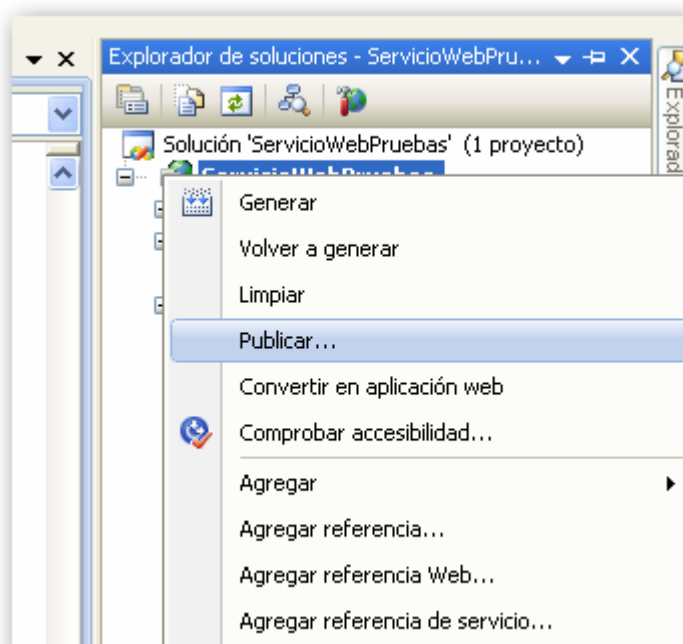 Explorador de soluciones - ServicioWebPru...
Solución 'ServicioWebPruebas' (1 proyecto)
ServicioWebPruebas
Explorad
Generar
Volver a generar
Limpiar
Publicar...
Convertir en aplicación web
Comprobar accesibilidad...
Agregar
Agregar referencia...
Agregar referencia Web...
Agregar referencia de servicio...